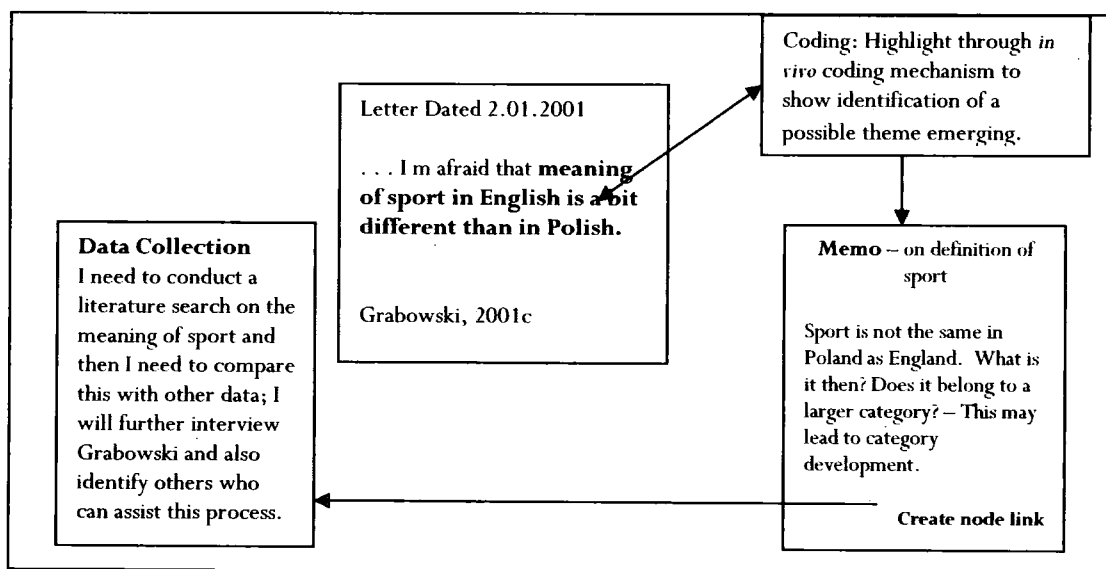 Coding: Highlight through in
vivo coding mechanism to
show identification of a
possible theme emerging.
Letter Dated 2.01.2001
. . . I m afraid that meaning
of sport in English is a bit
different than in Polish.
Grabowski, 2001c
Data Collection
I need to conduct a
literature search on the
meaning of sport and
then I need to compare
this with other data; I
will further interview
Grabowski and also
identify others who
can assist this process.
Memo – on definition of
sport
Sport is not the same in
Poland as England. What is
it then? Does it belong to a
larger category? – This may
lead to category
development.
Create node link